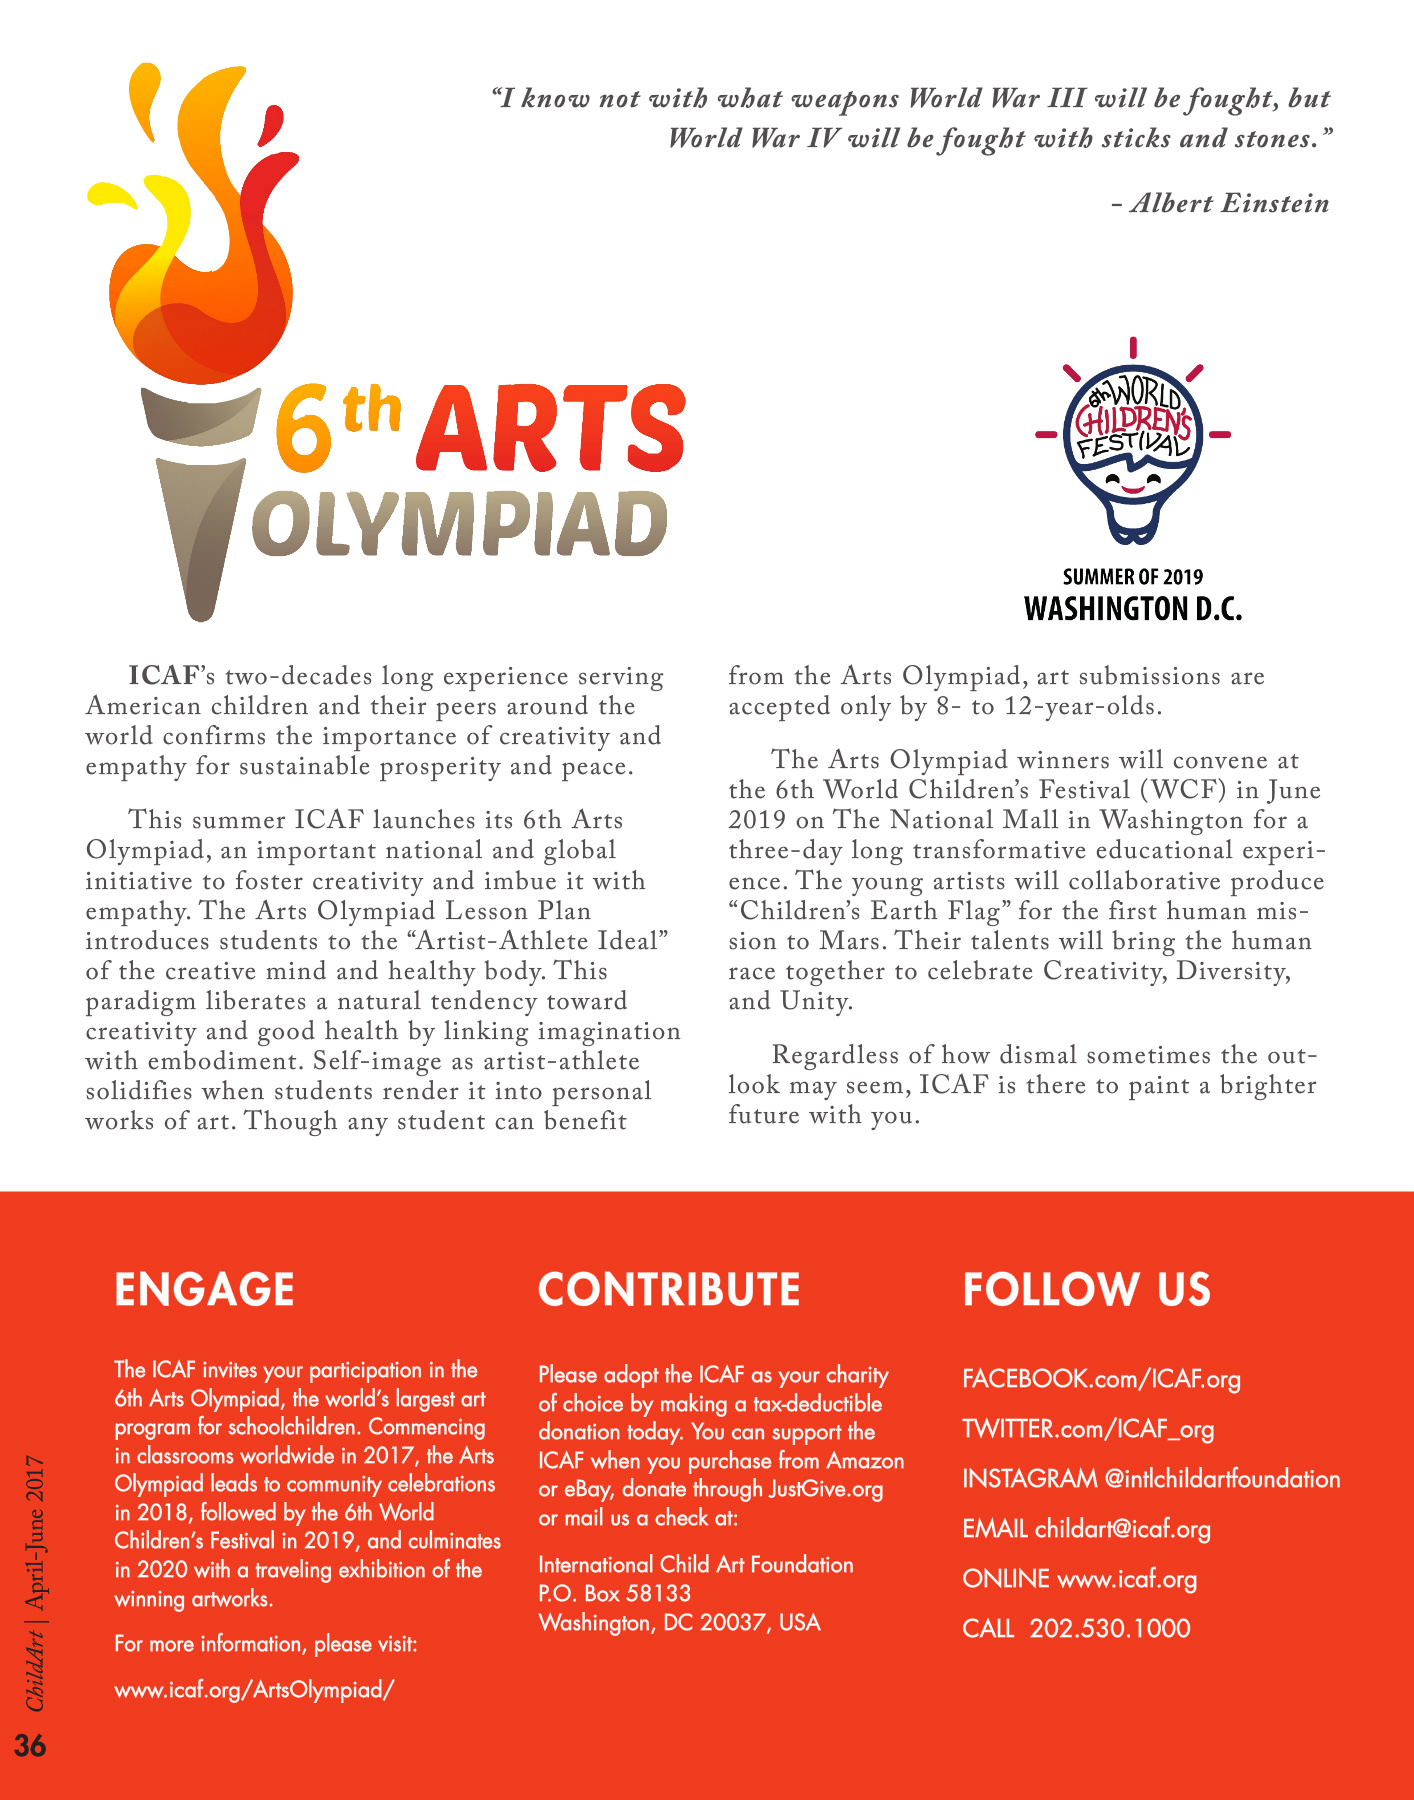 “I know not with what weapons World War III will be fought, but
World War IV will be fought with sticks and stones.”
- Albert Einstein
6th ARTS
OLYMPIAD
6th WORLD
CHILDREN'S
FESTIVAL
SUMMER OF 2019
WASHINGTON D.C.
ICAF’s two-decades long experience serving
American children and their peers around the
world confirms the importance of creativity and
empathy for sustainable prosperity and peace.
This summer ICAF launches its 6th Arts
Olympiad, an important national and global
initiative to foster creativity and imbue it with
empathy. The Arts Olympiad Lesson Plan
introduces students to the “Artist-Athlete Ideal”
of the creative mind and healthy body. This
paradigm liberates a natural tendency toward
creativity and good health by linking imagination
with embodiment. Self-image as artist-athlete
solidifies when students render it into personal
works of art. Though any student can benefit
from the Arts Olympiad, art submissions are
accepted only by 8- to 12-year-olds.
The Arts Olympiad winners will convene at
the 6th World Children’s Festival (WCF) in June
2019 on The National Mall in Washington for a
three-day long transformative educational experi-
ence. The young artists will collaborative produce
“Children’s Earth Flag” for the first human mis-
sion to Mars. Their talents will bring the human
race together to celebrate Creativity, Diversity,
and Unity.
Regardless of how dismal sometimes the out-
look may seem, ICAF is there to paint a brighter
future with you.
ENGAGE
The ICAF invites your participation in the
6th Arts Olympiad, the world’s largest art
program for schoolchildren. Commencing
in classrooms worldwide in 2017, the Arts
Olympiad leads to community celebrations
in 2018, followed by the 6th World
Children’s Festival in 2019, and culminates
in 2020 with a traveling exhibition of the
winning artworks.
For more information, please visit:
www.icaf.org/ArtsOlympiad/
CONTRIBUTE
Please adopt the ICAF as your charity
of choice by making a tax-deductible
donation today. You can support the
ICAF when you purchase from Amazon
or eBay, donate through JustGive.org
or mail us a check at:
International Child Art Foundation
P.O. Box 58133
Washington, DC 20037, USA
FOLLOW US
FACEBOOK.com/ICAF.org
TWITTER.com/ICAF_org
INSTAGRAM @intlchildartfoundation
EMAIL childart@icaf.org
ONLINE www.icaf.org
CALL 202.530.1000
ChildArt | April-June 2017
36